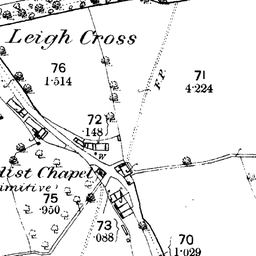 Leigh Cross
76
1·514
F.P.
71
4·224
72
·148
W
dist Chapel
imitive)
75
·950
73
·088
70
1·029